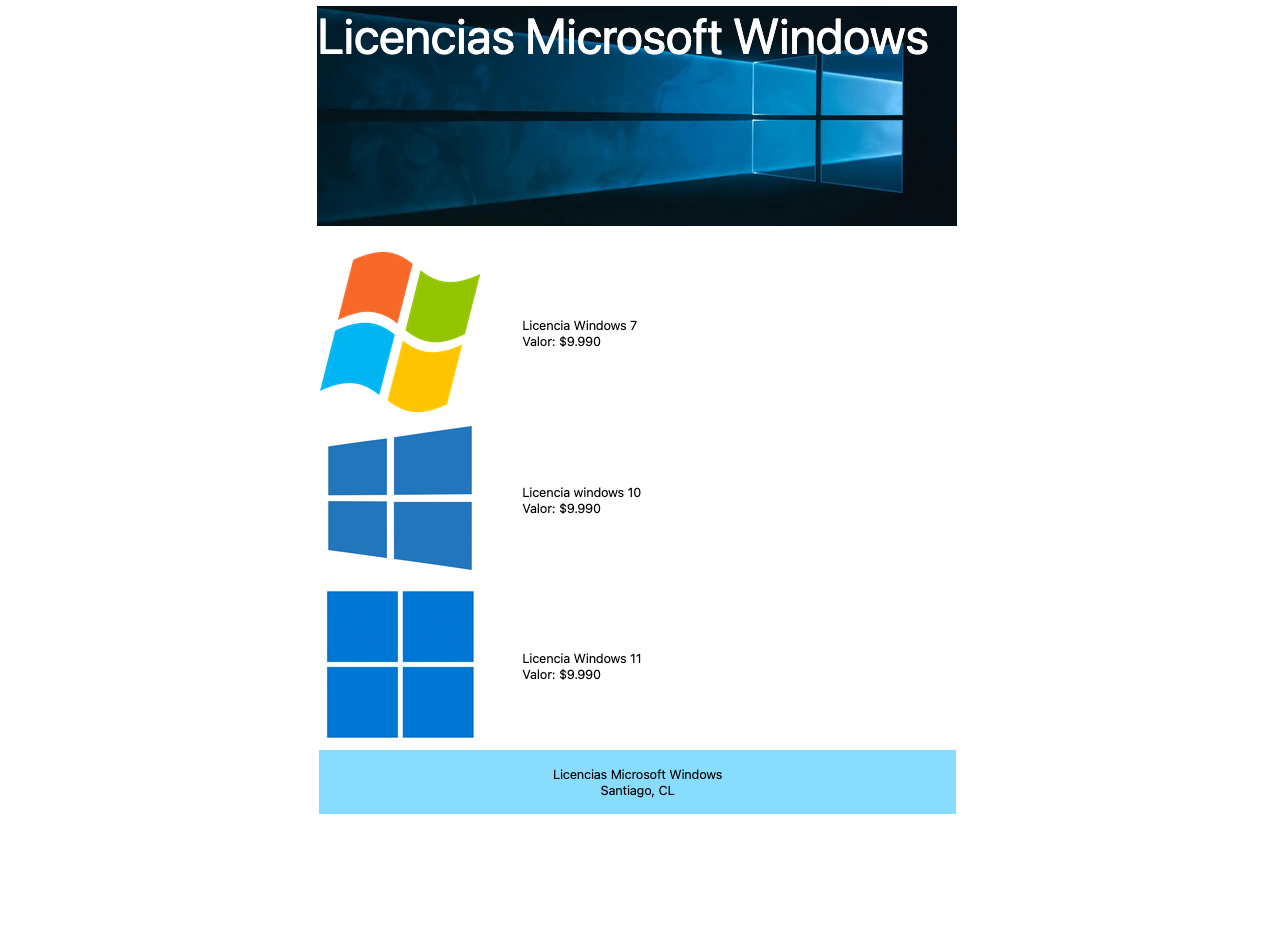 Licencias Microsoft Windows
Licencia Windows 7
Valor: $9.990
Licencia windows 10
Valor: $9.990
Licencia Windows 11
Valor: $9.990
Licencias Microsoft Windows
Santiago, CL